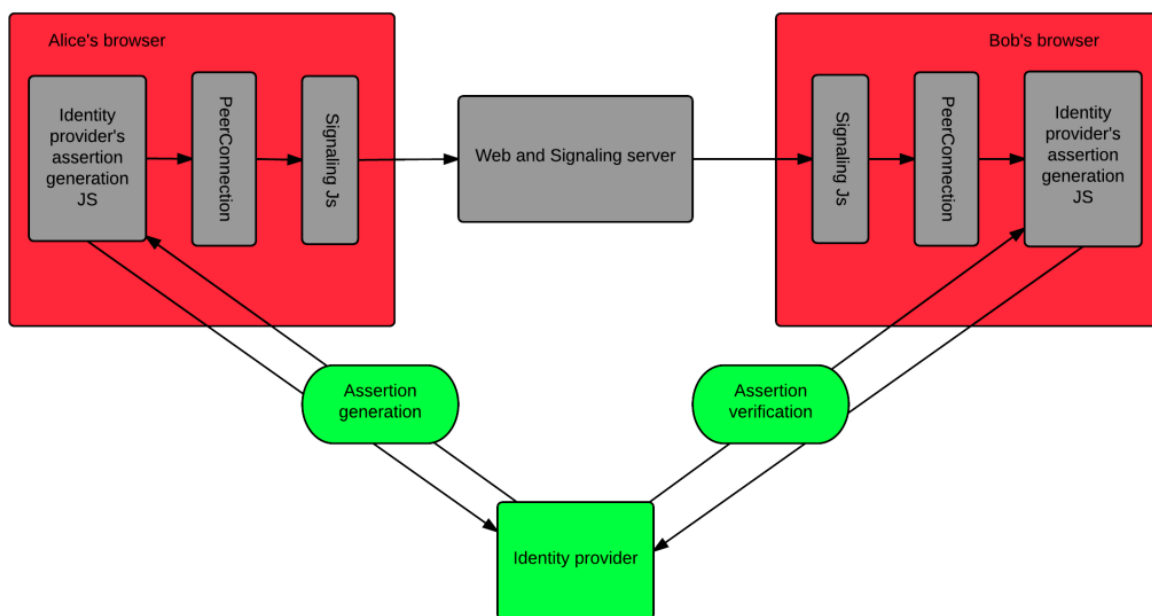 Alice's browser
Bob's browser
Identity
provider's
assertion
generation
JS
PeerConnection
Signaling Js
Web and Signaling server
Signaling Js
PeerConnection
Identity
provider's
assertion
generation
JS
Assertion
generation
Assertion
verification
Identity provider